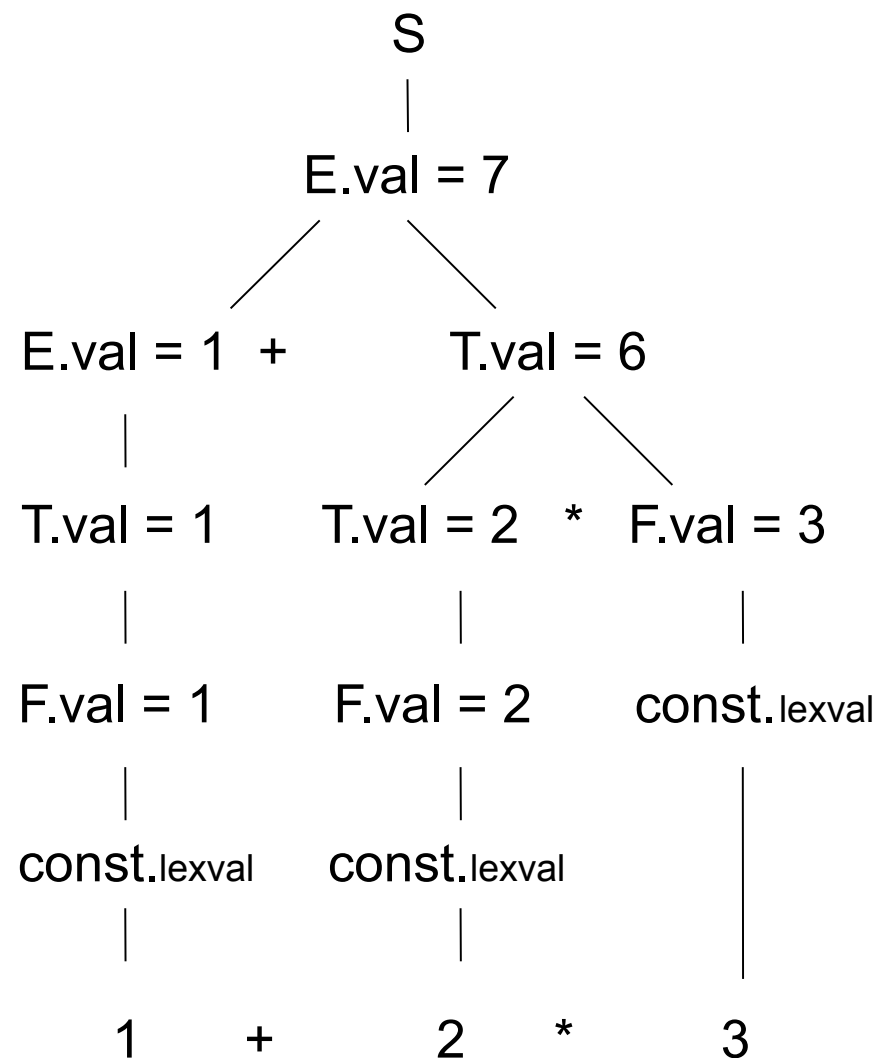 S
E.val = 7
E.val = 1 + T.val = 6
T.val = 1 T.val = 2 * F.val = 3
F.val = 1 F.val = 2 const.lexval
const.lexval const.lexval
1 + 2 * 3